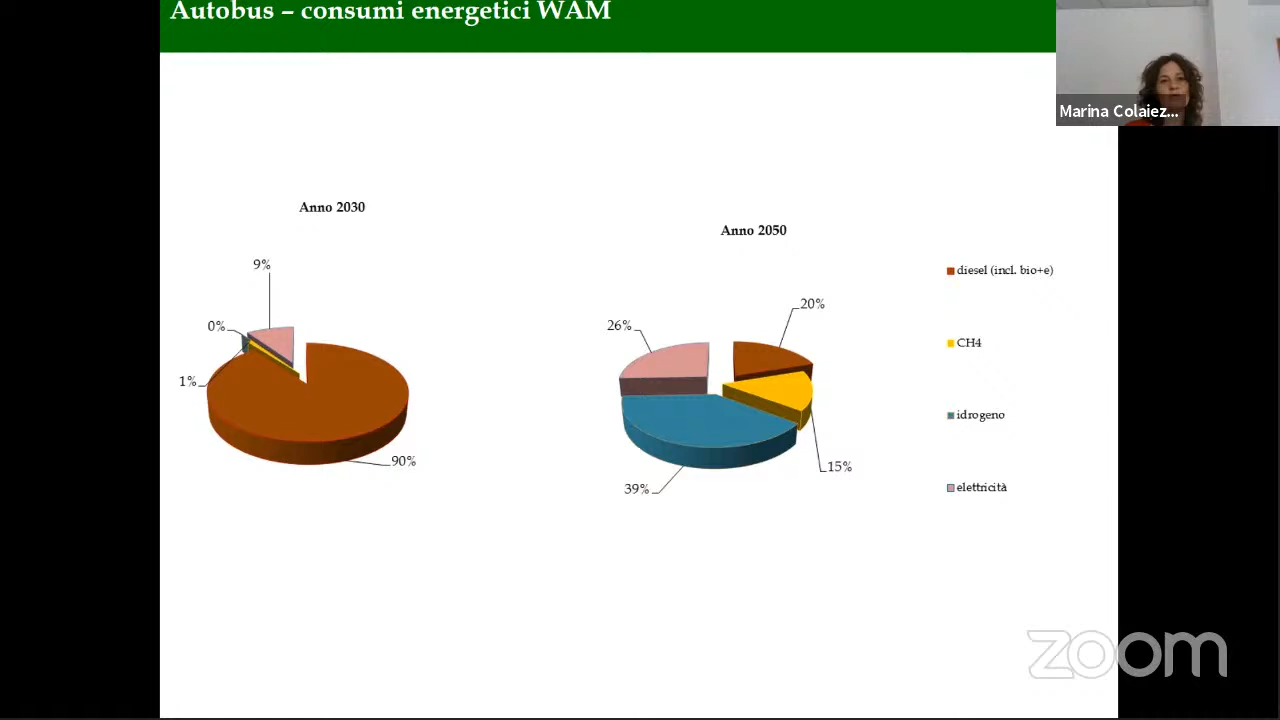 Autobus – consumi energetici WAM
Marina Colaiez...
Anno 2030
Anno 2050
9%
0%
1%
90%
20%
26%
15%
39%
diesel (incl. bio+e)
CH4
idrogeno
elettricità
zoom